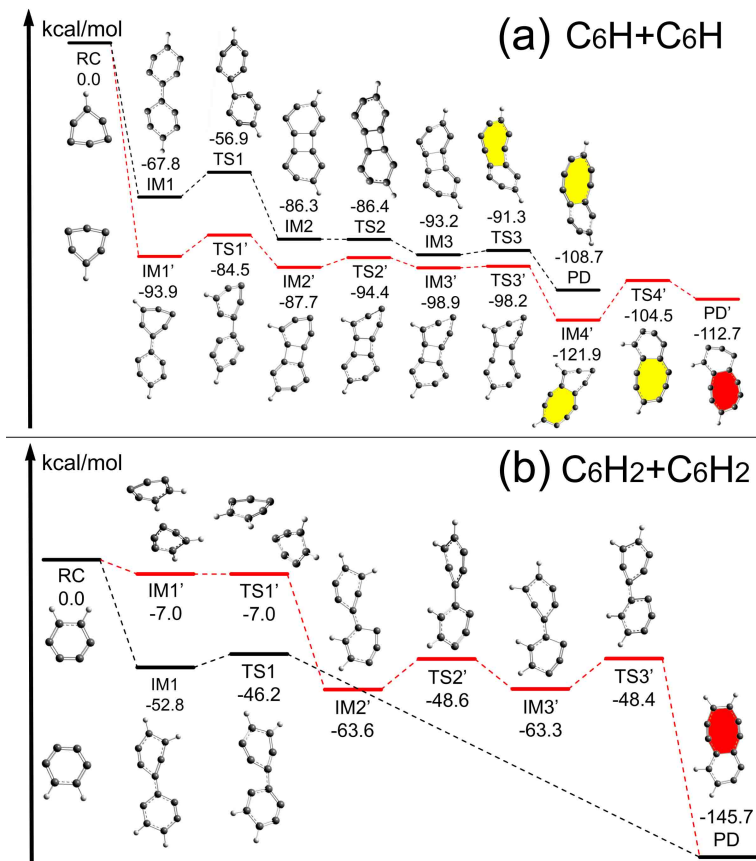 kcal/mol
(a) C6H+C6H
RC
0.0
-67.8
IM1
-56.9
TS1
-86.3
IM2
-86.4
TS2
-93.2
IM3
-91.3
TS3
-108.7
PD
IM1'
-93.9
TS1'
-84.5
IM2'
-87.7
TS2'
-94.4
IM3'
-98.9
TS3'
-98.2
IM4'
-121.9
TS4'
-104.5
PD'
-112.7
kcal/mol
(b) C6H2+C6H2
RC
0.0
IM1'
-7.0
TS1'
-7.0
IM1
-52.8
TS1
-46.2
IM2'
-63.6
TS2'
-48.6
IM3'
-63.3
TS3'
-48.4
-145.7
PD